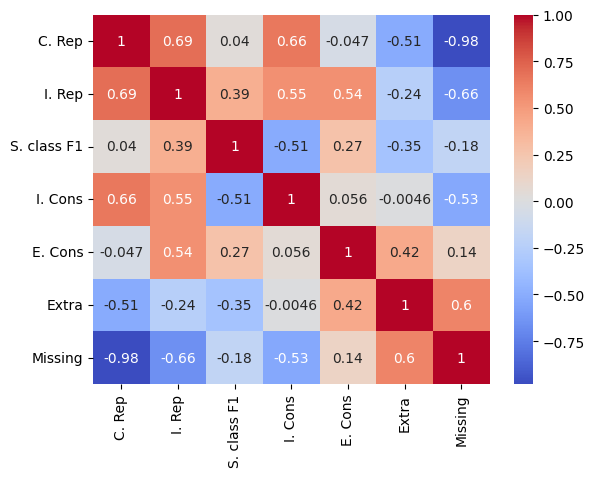 C. Rep 1 0.69 0.04 0.66 -0.047 -0.51 -0.98
I. Rep 0.69 1 0.39 0.55 0.54 -0.24 -0.66
S. class F1 0.04 0.39 1 -0.51 0.27 -0.35 -0.18
I. Cons 0.66 0.55 -0.51 1 0.056 -0.0046 -0.53
E. Cons -0.047 0.54 0.27 0.056 1 0.42 0.14
Extra -0.51 -0.24 -0.35 -0.0046 0.42 1 0.6
Missing -0.98 -0.66 -0.18 -0.53 0.14 0.6 1
C. Rep I. Rep S. class F1 I. Cons E. Cons Extra Missing
1.00
0.75
0.50
0.25
0.00
−0.25
−0.50
−0.75